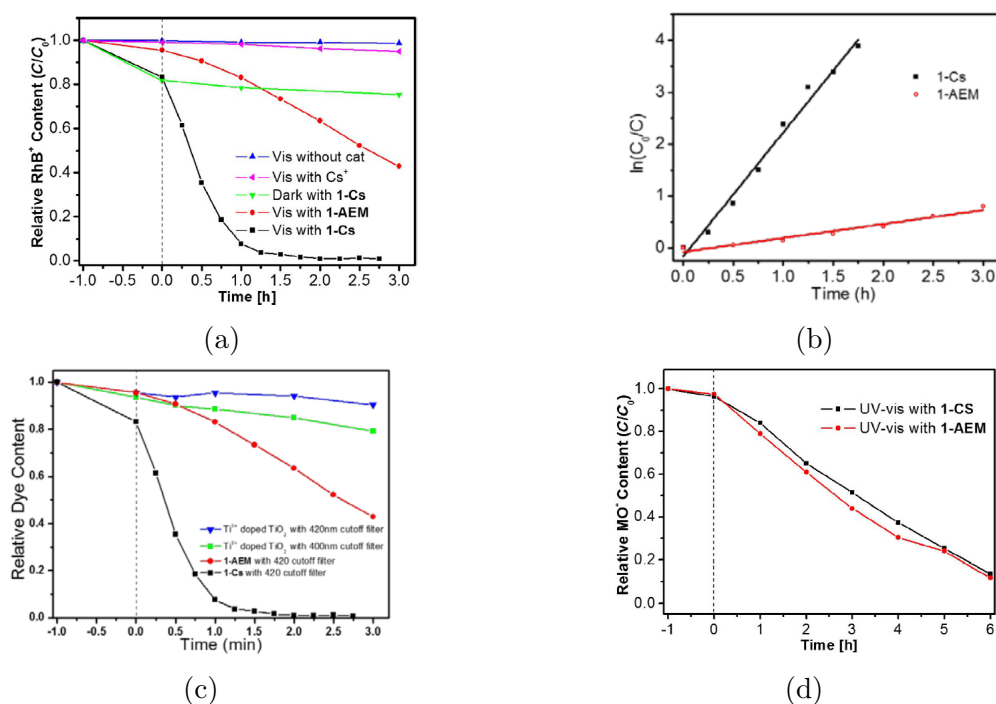 Relative RhB⁺ Content (C/C₀)
1.0
0.8
0.6
0.4
0.2
0.0
Vis without cat
Vis with Cs⁺
Dark with 1-Cs
Vis with 1-AEM
Vis with 1-Cs
-1.0 -0.5 0.0 0.5 1.0 1.5 2.0 2.5 3.0
Time [h]
(a)
ln(C₀/C)
4
3
2
1
0
1-Cs
1-AEM
0.0 0.5 1.0 1.5 2.0 2.5 3.0
Time (h)
(b)
Relative Dye Content
1.0
0.8
0.6
0.4
0.2
0.0
Ti³⁺ doped TiO₂ with 420nm cutoff filter
Ti³⁺ doped TiO₂ with 400nm cutoff filter
1-AEM with 420 cutoff filter
1-Cs with 420 cutoff filter
-1.0 -0.5 0.0 0.5 1.0 1.5 2.0 2.5 3.0
Time (min)
(c)
Relative MO⁻ Content (C/C₀)
1.0
0.8
0.6
0.4
0.2
0.0
UV-vis with 1-CS
UV-vis with 1-AEM
-1 0 1 2 3 4 5 6
Time [h]
(d)